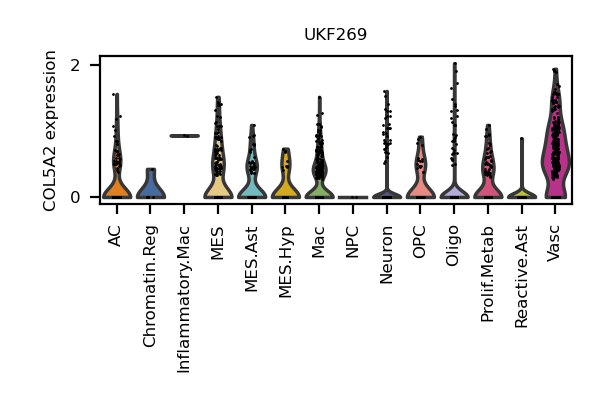 UKF269
COL5A2 expression
2
0
AC
Chromatin.Reg
Inflammatory.Mac
MES
MES.Ast
MES.Hyp
Mac
NPC
Neuron
OPC
Oligo
Prolif.Metab
Reactive.Ast
Vasc